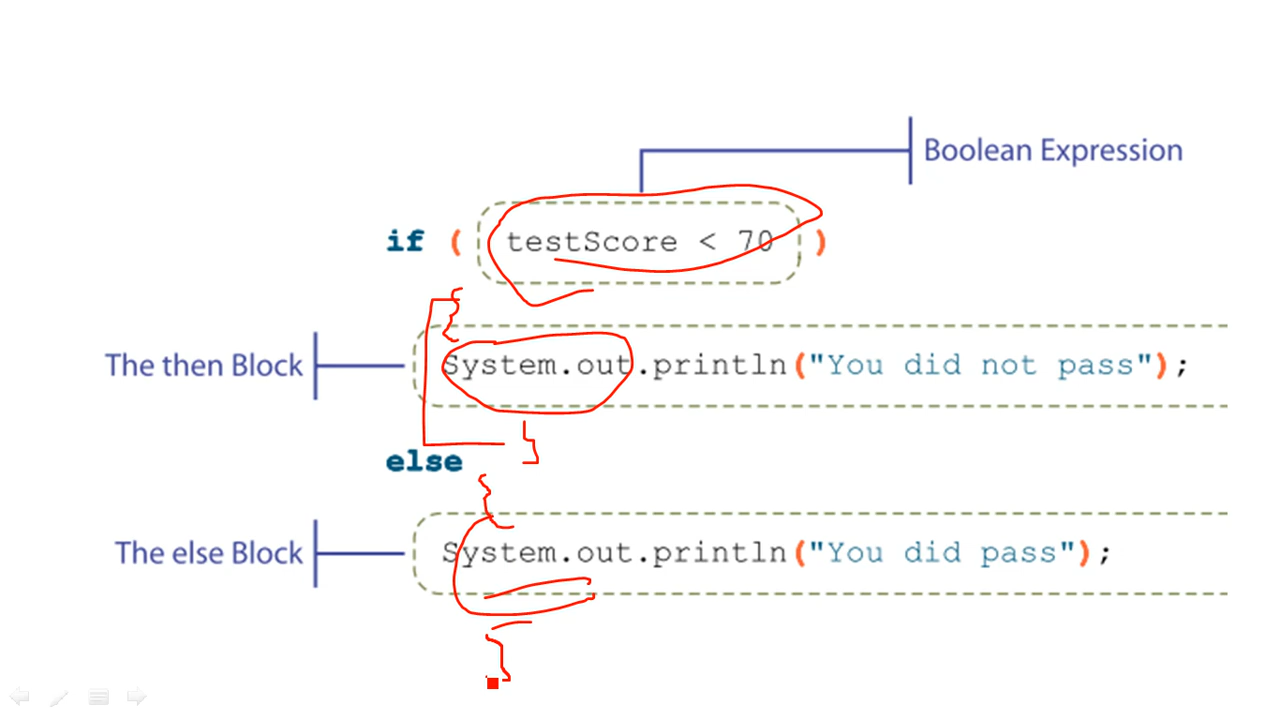 Boolean Expression
if ( testScore < 70 )
{
The then Block System.out.println("You did not pass");
}
else
{
The else Block System.out.println("You did pass");
}